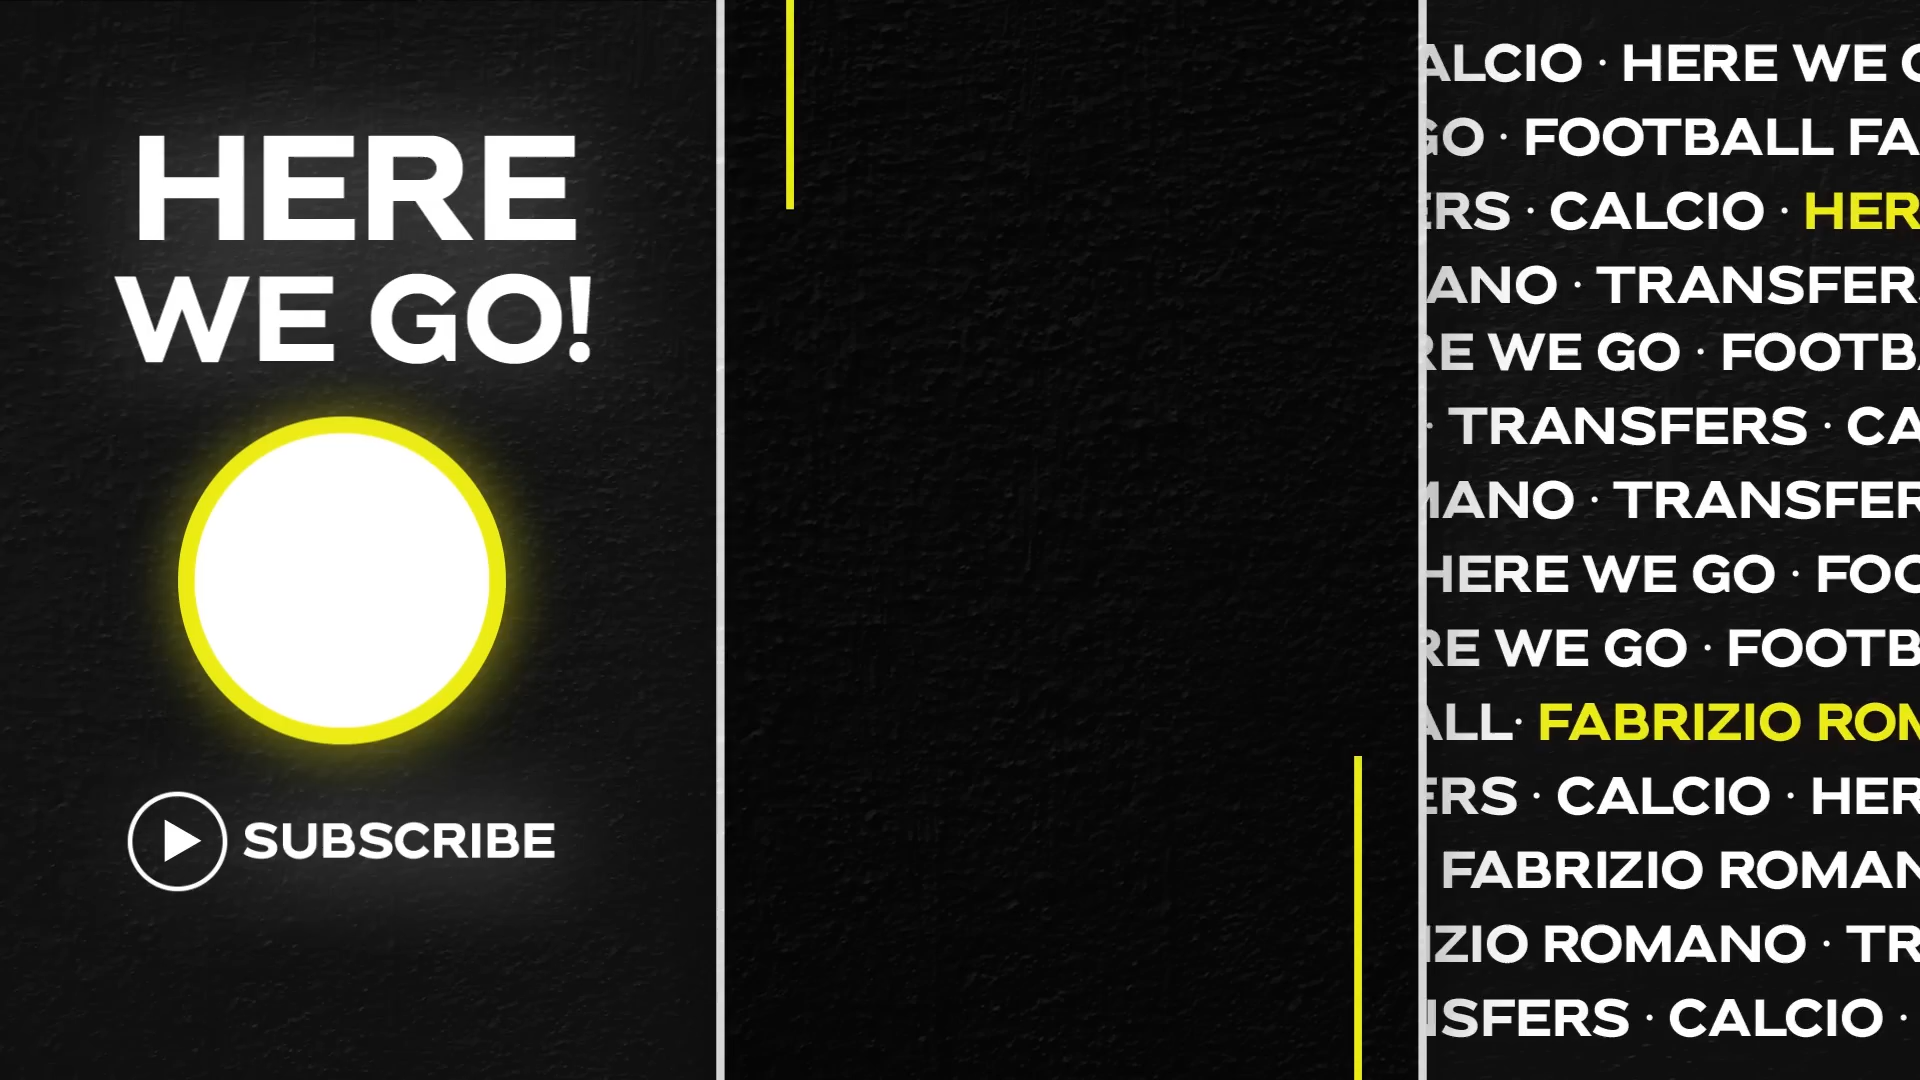 HERE
WE GO!
SUBSCRIBE
ALCIO · HERE WE
GO · FOOTBALL FA
ERS · CALCIO · HER
ANO · TRANSFER
RE WE GO · FOOTB
· TRANSFERS · CA
MANO · TRANSFER
HERE WE GO · FOO
RE WE GO · FOOTB
ALL· FABRIZIO ROM
ERS · CALCIO · HER
FABRIZIO ROMAN
IZIO ROMANO · TR
NSFERS · CALCIO ·